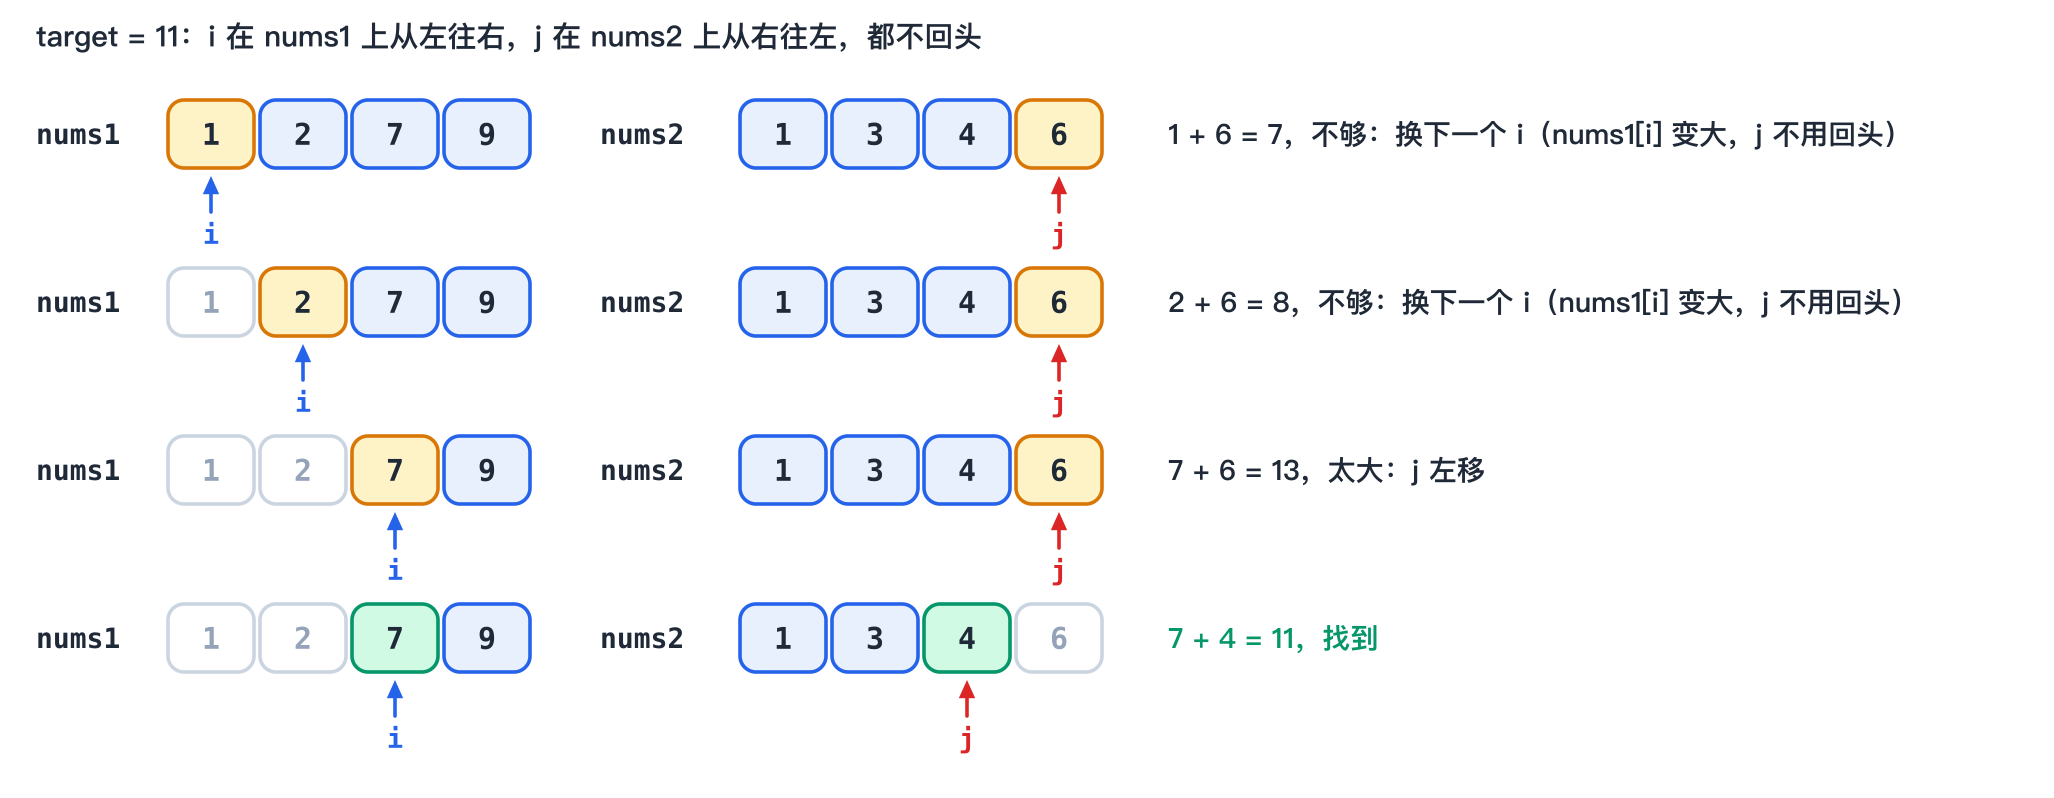 target = 11：i 在 nums1 上从左往右，j 在 nums2 上从右往左，都不回头
nums1 1 2 7 9 nums2 1 3 4 6 1 + 6 = 7，不够：换下一个 i（nums1[i] 变大，j 不用回头）
i j
nums1 1 2 7 9 nums2 1 3 4 6 2 + 6 = 8，不够：换下一个 i（nums1[i] 变大，j 不用回头）
i j
nums1 1 2 7 9 nums2 1 3 4 6 7 + 6 = 13，太大：j 左移
i j
nums1 1 2 7 9 nums2 1 3 4 6 7 + 4 = 11，找到
i j